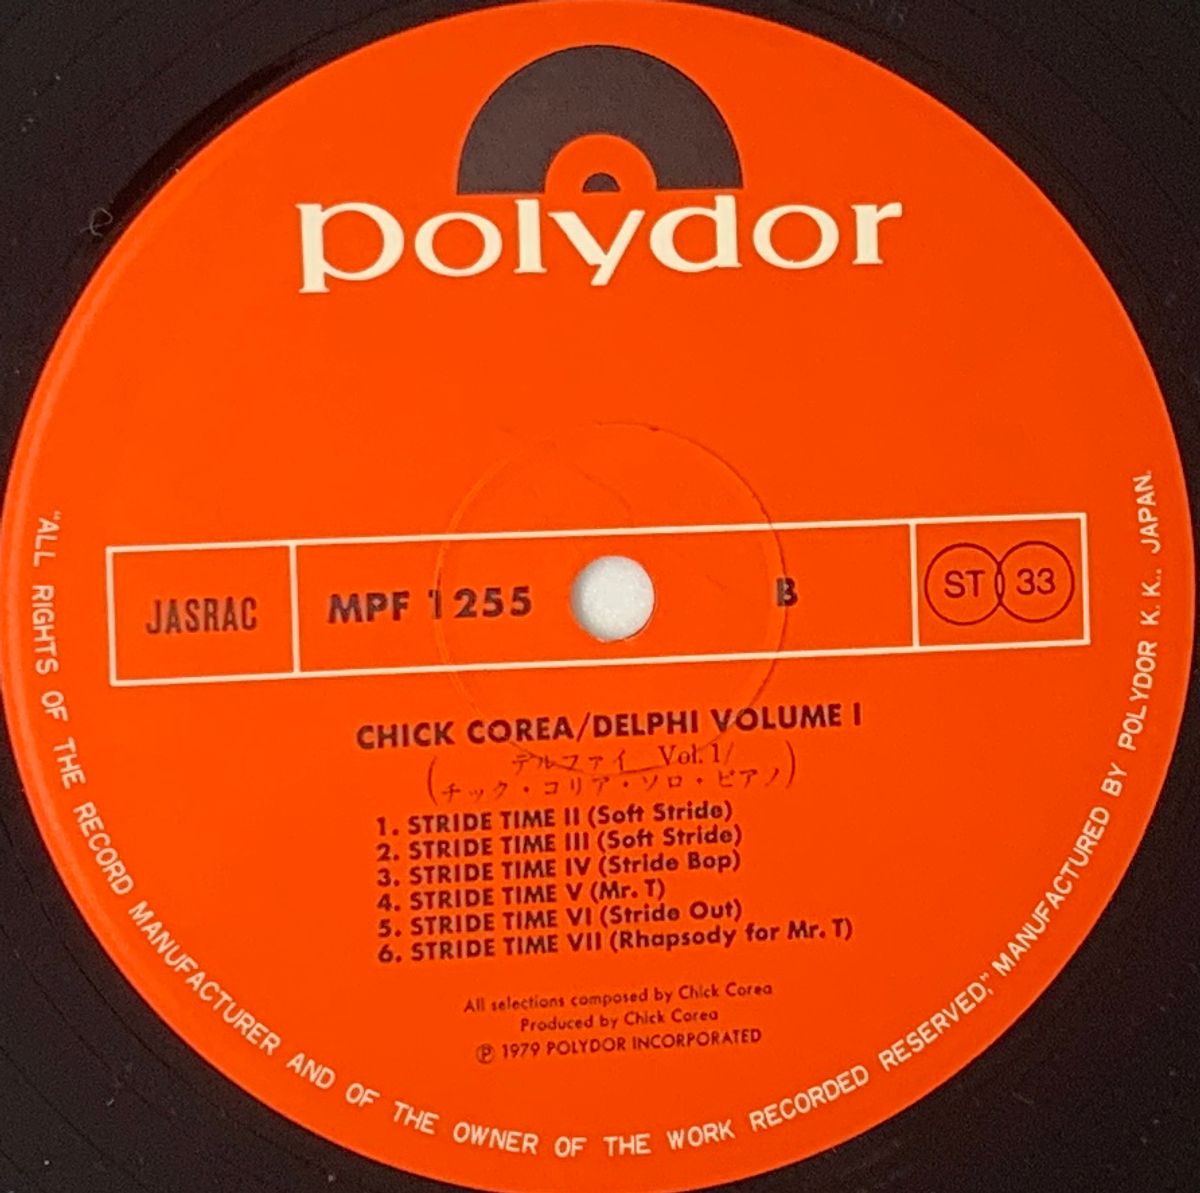 polydor
JASRAC
MPF 1255
B
ST 33
CHICK COREA/DELPHI VOLUME I
(デルファイ Vol. 1/
チック・コリア・ソロ・ピアノ)
1. STRIDE TIME II (Soft Stride)
2. STRIDE TIME III (Soft Stride)
3. STRIDE TIME IV (Stride Bop)
4. STRIDE TIME V (Mr. T)
5. STRIDE TIME VI (Stride Out)
6. STRIDE TIME VII (Rhapsody for Mr. T)
All selections composed by Chick Corea
Produced by Chick Corea
℗ 1979 POLYDOR INCORPORATED
"ALL RIGHTS OF THE RECORD MANUFACTURER AND OF THE OWNER OF THE WORK RECORDED RESERVED," MANUFACTURED BY POLYDOR K. K., JAPAN.